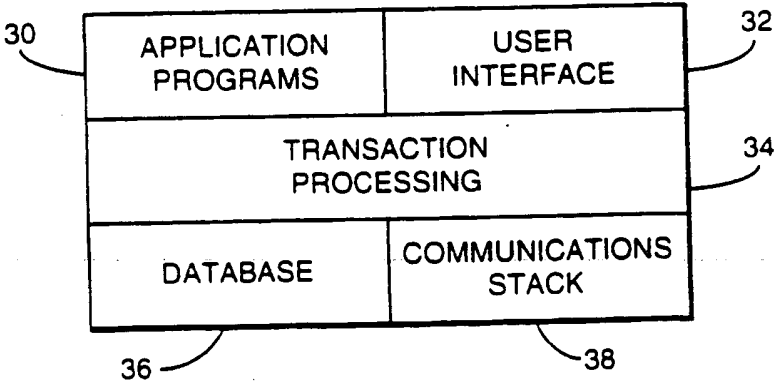 30
APPLICATION
PROGRAMS
USER
INTERFACE
32
TRANSACTION
PROCESSING
34
DATABASE
COMMUNICATIONS
STACK
36
38